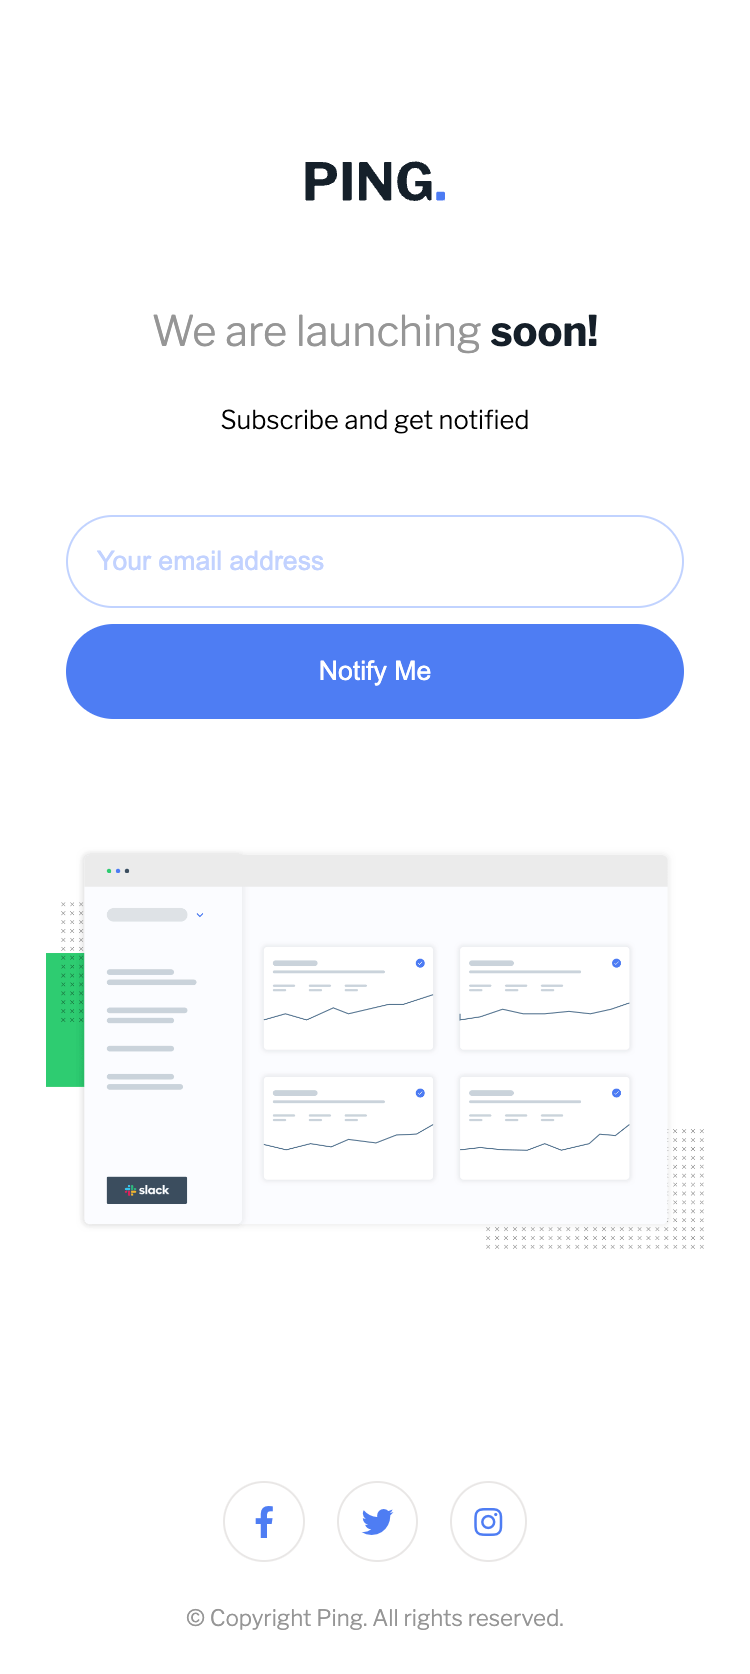 PING.
We are launching soon!
Subscribe and get notified
Your email address
Notify Me
slack
© Copyright Ping. All rights reserved.